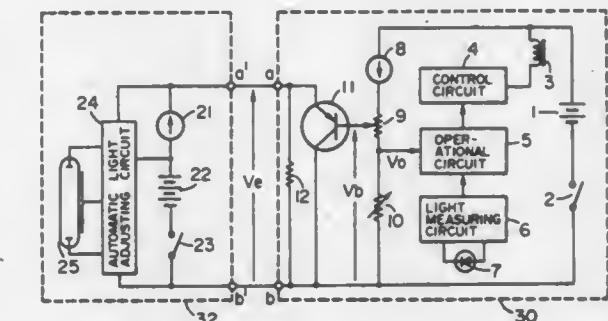 a'
a
8
4
3
24
21
11
CONTROL
CIRCUIT
1
9
AUTOMATIC LIGHT
ADJUSTING CIRCUIT
22
Ve
12
Vb
Vo
OPER-
ATIONAL
CIRCUIT
5
2
23
10
LIGHT
MEASURING
CIRCUIT
6
25
7
b'
b
32
30